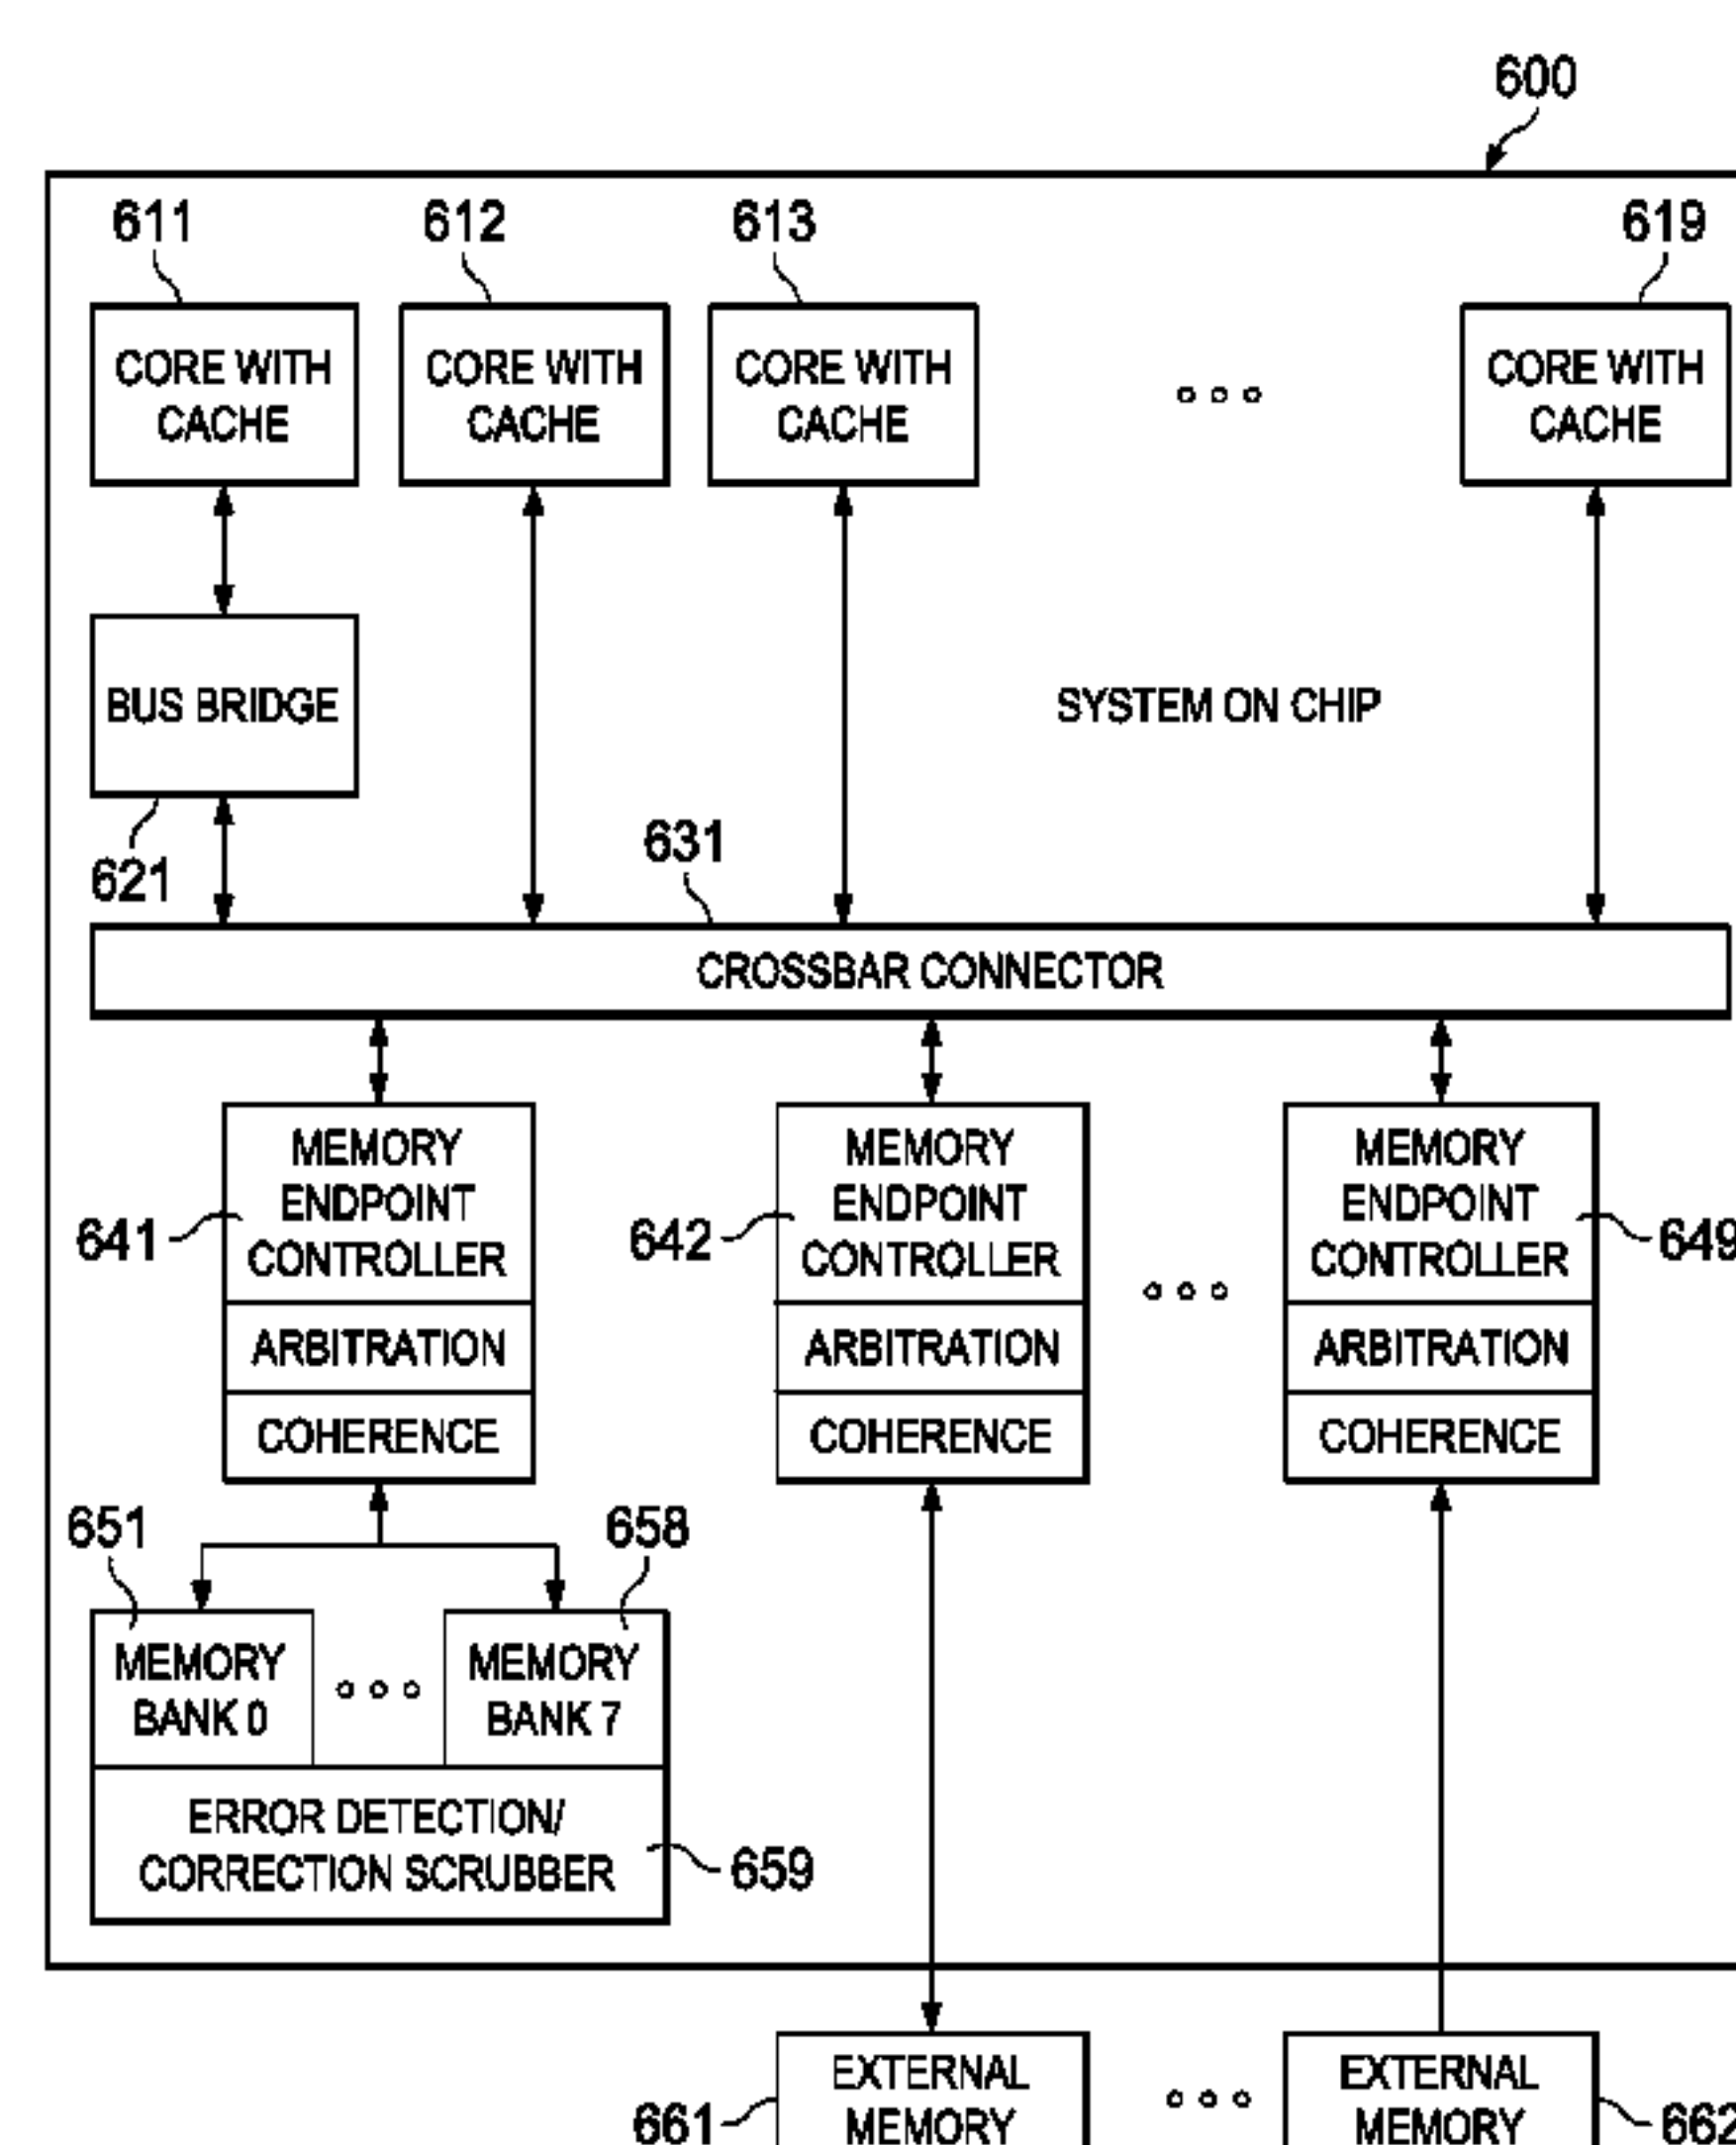 600
611
612
613
619
CORE WITH
CACHE
CORE WITH
CACHE
CORE WITH
CACHE
CORE WITH
CACHE
BUS BRIDGE
SYSTEM ON CHIP
621
631
CROSSBAR CONNECTOR
641
MEMORY
ENDPOINT
CONTROLLER
ARBITRATION
COHERENCE
642
MEMORY
ENDPOINT
CONTROLLER
ARBITRATION
COHERENCE
MEMORY
ENDPOINT
CONTROLLER
ARBITRATION
COHERENCE
649
651
658
MEMORY
BANK 0
MEMORY
BANK 7
ERROR DETECTION/
CORRECTION SCRUBBER
659
661
EXTERNAL
MEMORY
EXTERNAL
MEMORY
662